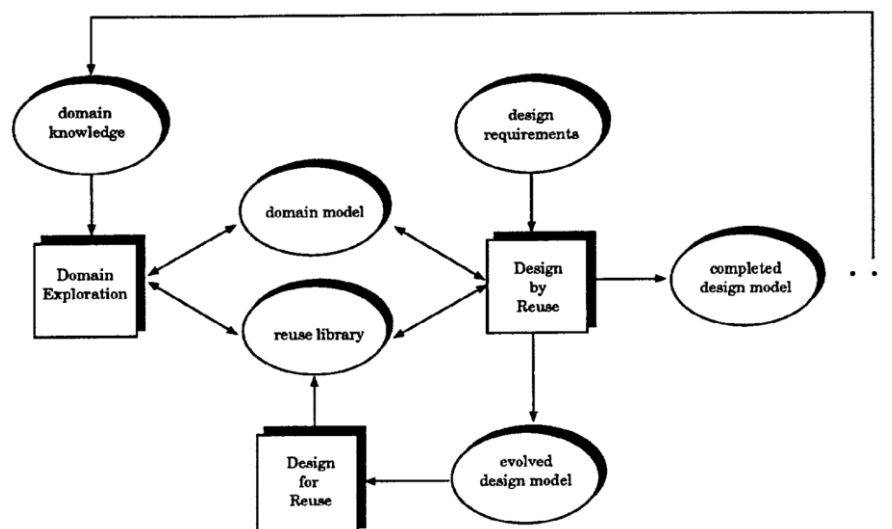 domain
knowledge
design
requirements
domain model
Domain
Exploration
Design
by
Reuse
completed
design model
reuse library
Design
for
Reuse
evolved
design model